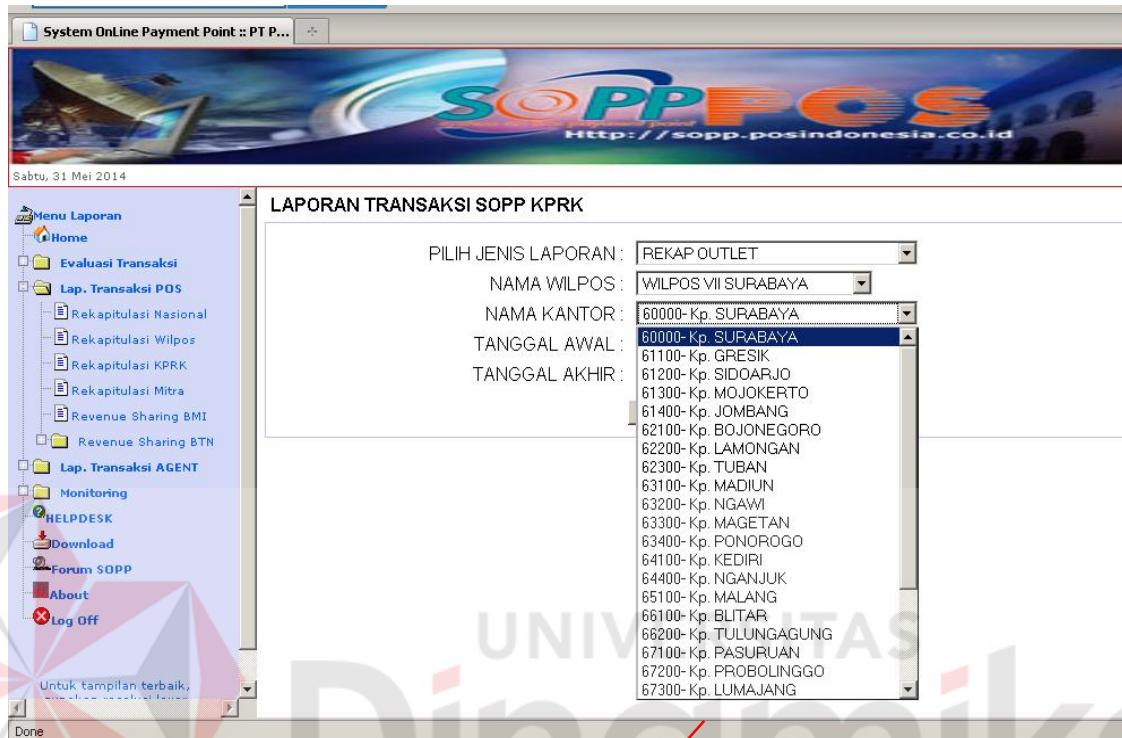 System OnLine Payment Point :: PT P...
SOPPPOS
Http://sopp.posindonesia.co.id
Sabtu, 31 Mei 2014
Menu Laporan
Home
Evaluasi Transaksi
Lap. Transaksi POS
Rekapitulasi Nasional
Rekapitulasi Wilpos
Rekapitulasi KPRK
Rekapitulasi Mitra
Revenue Sharing BMI
Revenue Sharing BTN
Lap. Transaksi AGENT
Monitoring
HELPDESK
Download
Forum SOPP
About
Log Off
Untuk tampilan terbaik,
LAPORAN TRANSAKSI SOPP KPRK
PILIH JENIS LAPORAN : REKAP OUTLET
NAMA WILPOS : WILPOS VII SURABAYA
NAMA KANTOR : 60000- Kp. SURABAYA
TANGGAL AWAL :
TANGGAL AKHIR :
60000- Kp. SURABAYA
61100- Kp. GRESIK
61200- Kp. SIDOARJO
61300- Kp. MOJOKERTO
61400- Kp. JOMBANG
62100- Kp. BOJONEGORO
62200- Kp. LAMONGAN
62300- Kp. TUBAN
63100- Kp. MADIUN
63200- Kp. NGAWI
63300- Kp. MAGETAN
63400- Kp. PONOROGO
64100- Kp. KEDIRI
64400- Kp. NGANJUK
65100- Kp. MALANG
66100- Kp. BLITAR
66200- Kp. TULUNGAGUNG
67100- Kp. PASURUAN
67200- Kp. PROBOLINGGO
67300- Kp. LUMAJANG
UNIVERSITAS
Dinamika
Done